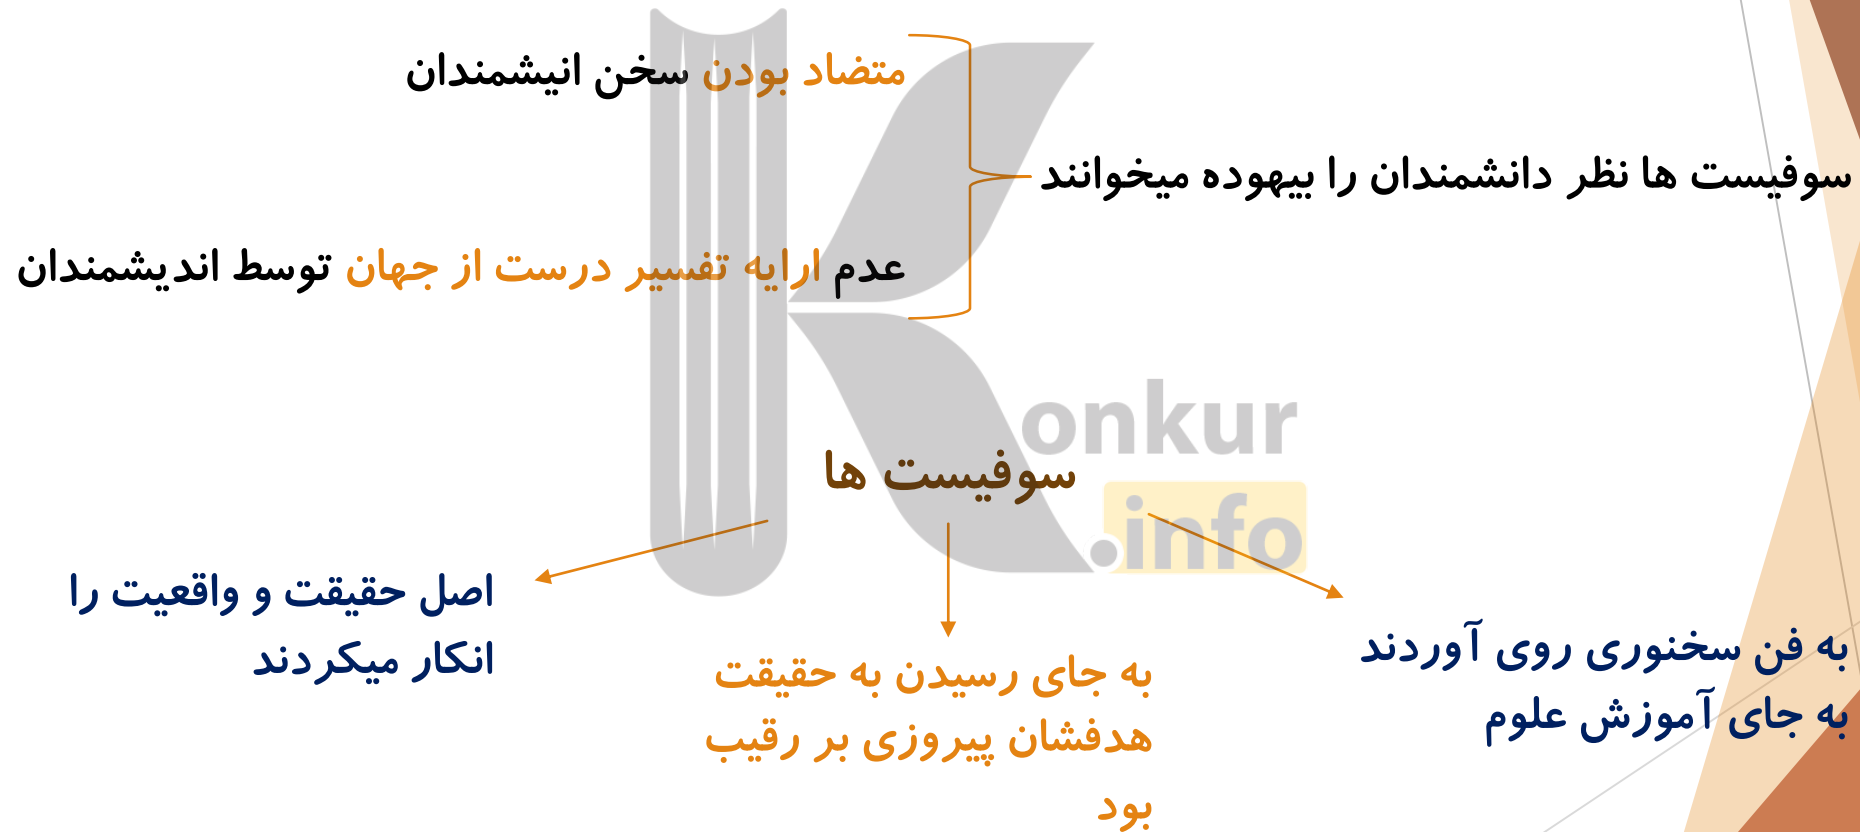 متضاد بودن سخن انیشمندان
سوفیست ها نظر دانشمندان را بیهوده میخوانند
عدم ارایه تفسیر درست از جهان توسط اندیشمندان
سوفیست ها
به فن سخنوری روی آوردند
به جای آموزش علوم
به جای رسیدن به حقیقت
هدفشان پیروزی بر رقیب
بود
اصل حقیقت و واقعیت را
انکار میکردند
Konkur
.info